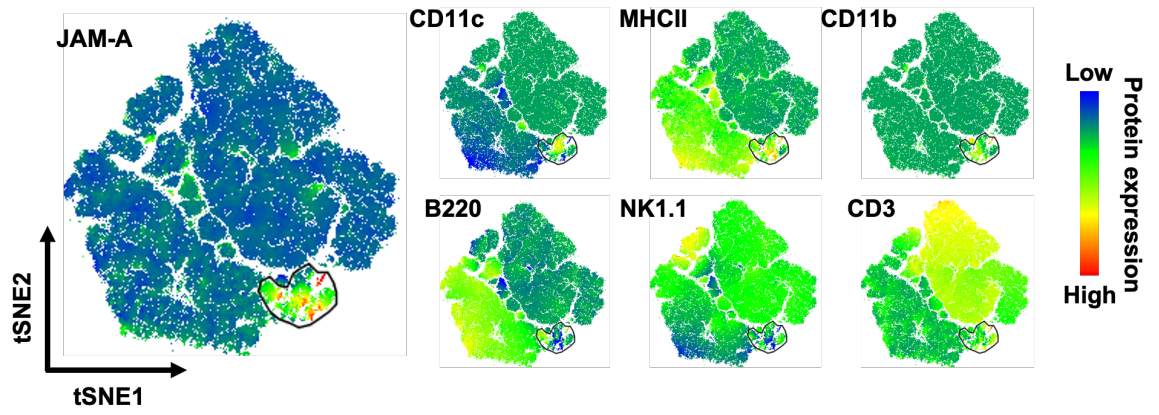 JAM-A
CD11c
MHCII
CD11b
B220
NK1.1
CD3
Low
Protein expression
High
tSNE2
tSNE1